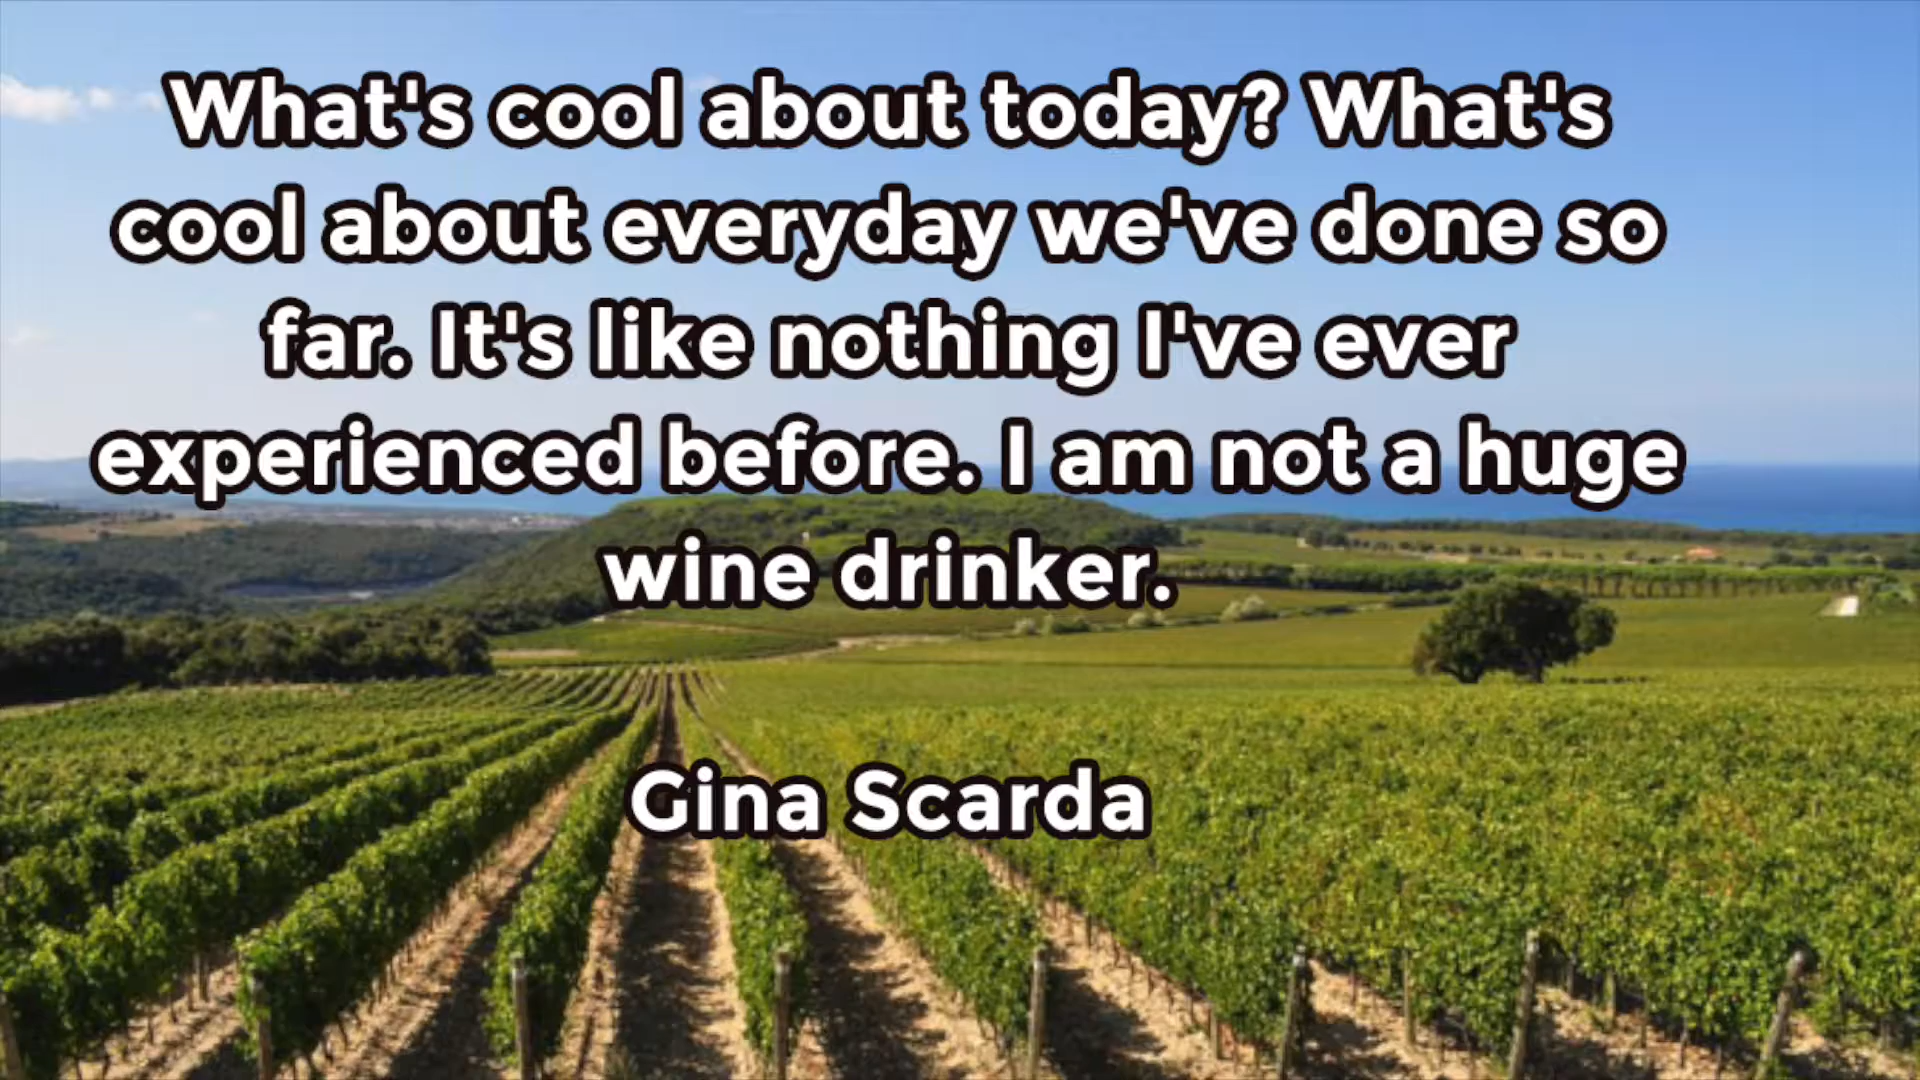 What's cool about today? What's
cool about everyday we've done so
far. It's like nothing I've ever
experienced before. I am not a huge
wine drinker.
Gina Scarda